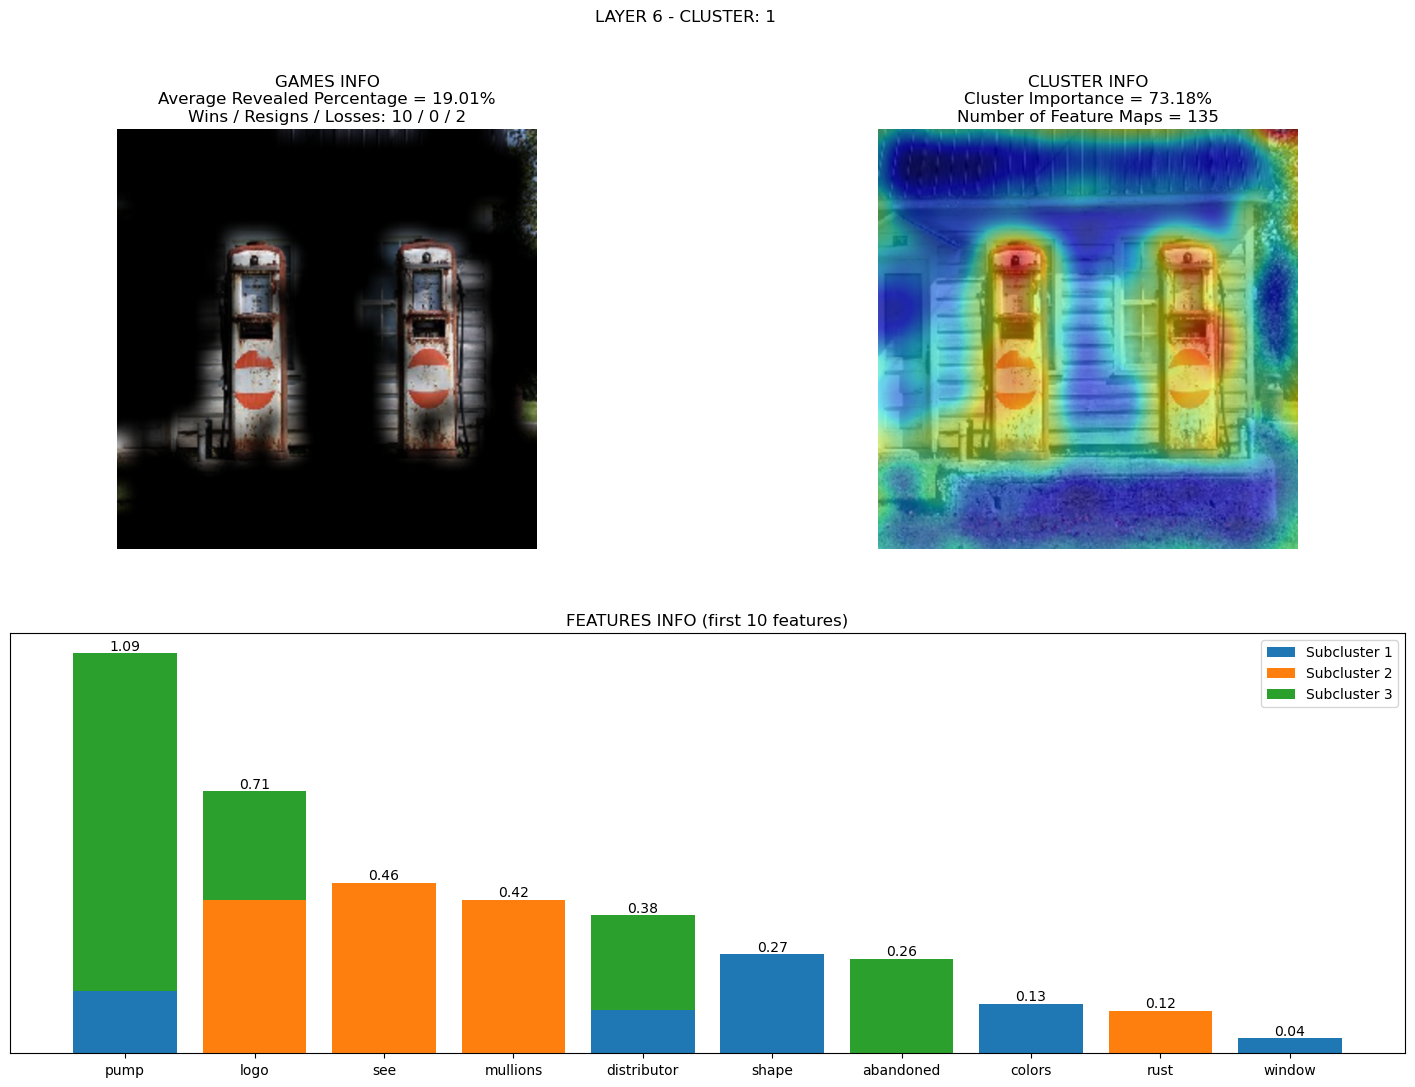 LAYER 6 - CLUSTER: 1
GAMES INFO
Average Revealed Percentage = 19.01%
Wins / Resigns / Losses: 10 / 0 / 2
CLUSTER INFO
Cluster Importance = 73.18%
Number of Feature Maps = 135
FEATURES INFO (first 10 features)
1.09
0.71
0.46
0.42
0.38
0.27
0.26
0.13
0.12
0.04
Subcluster 1
Subcluster 2
Subcluster 3
pump
logo
see
mullions
distributor
shape
abandoned
colors
rust
window